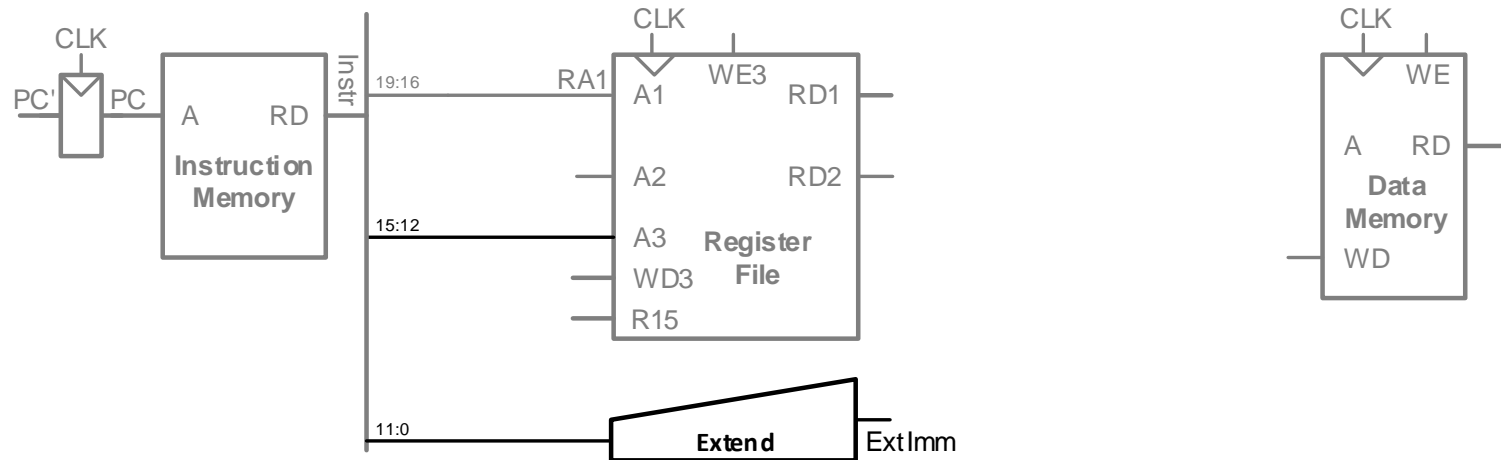 CLK
PC'
PC
A
RD
Instruction
Memory
Instr
19:16
RA1
15:12
11:0
CLK
WE3
A1
RD1
A2
RD2
A3
Register
File
WD3
R15
Extend
ExtImm
CLK
WE
A
RD
Data
Memory
WD